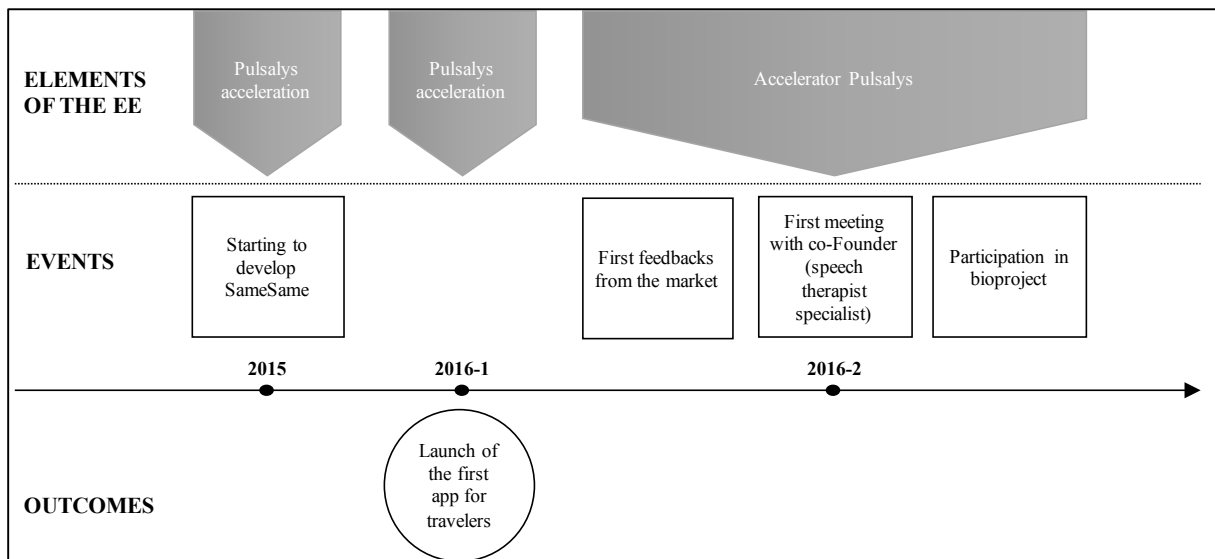 ELEMENTS
OF THE EE
Pulsalys
acceleration
Pulsalys
acceleration
Accelerator Pulsalys
EVENTS
Starting to
develop
SameSame
First feedbacks
from the market
First meeting
with co-Founder
(speech
therapist
specialist)
Participation in
bioproject
2015
2016-1
2016-2
OUTCOMES
Launch of
the first
app for
travelers